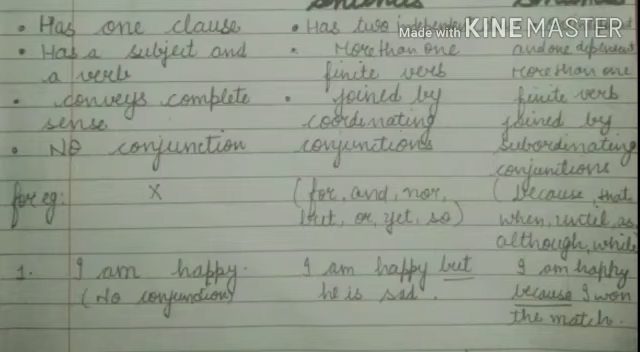 • Has one clause • Has two
Made with KINEMASTER
• Has a subject and • More than one and one dependent
a verb finite verb More than one
• conveys complete • joined by finite verb
sense coordinating joined by
• No conjunction conjunctions subordinating
conjunctions
for eg: X (for, and, nor, (because, that,
but, or, yet, so) when, until, as,
although, while
1. I am happy. I am happy but I am happy
(No conjunction) he is sad. because I won
the match.